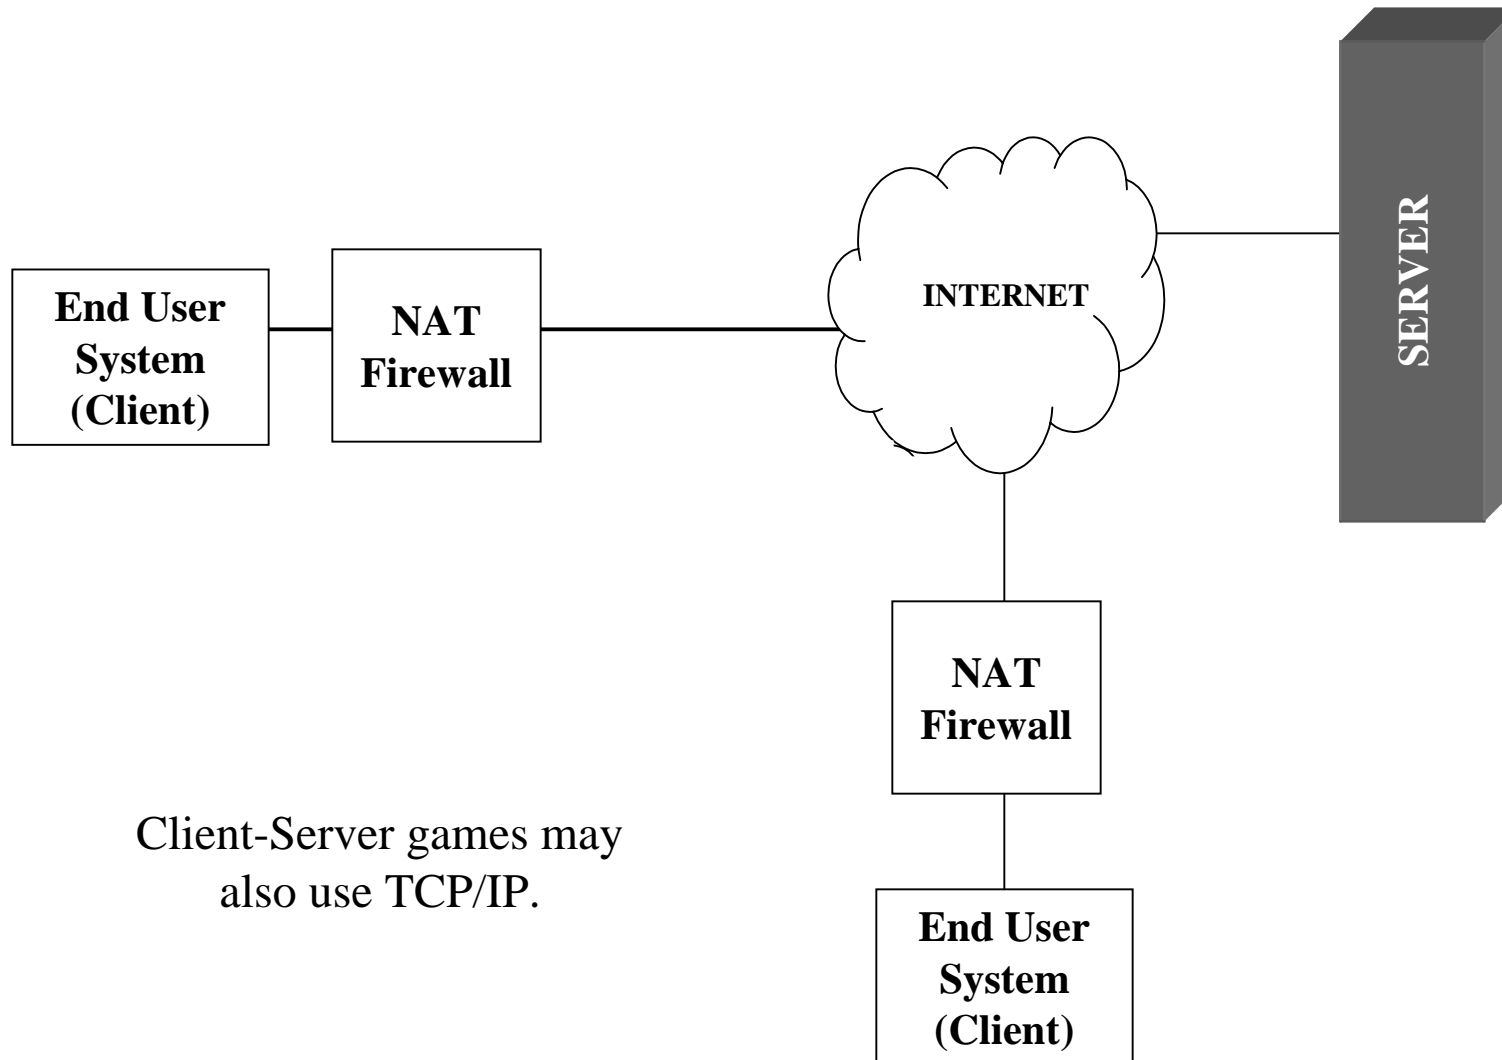 End User
System
(Client)
NAT
Firewall
INTERNET
SERVER
NAT
Firewall
End User
System
(Client)
Client-Server games may
also use TCP/IP.